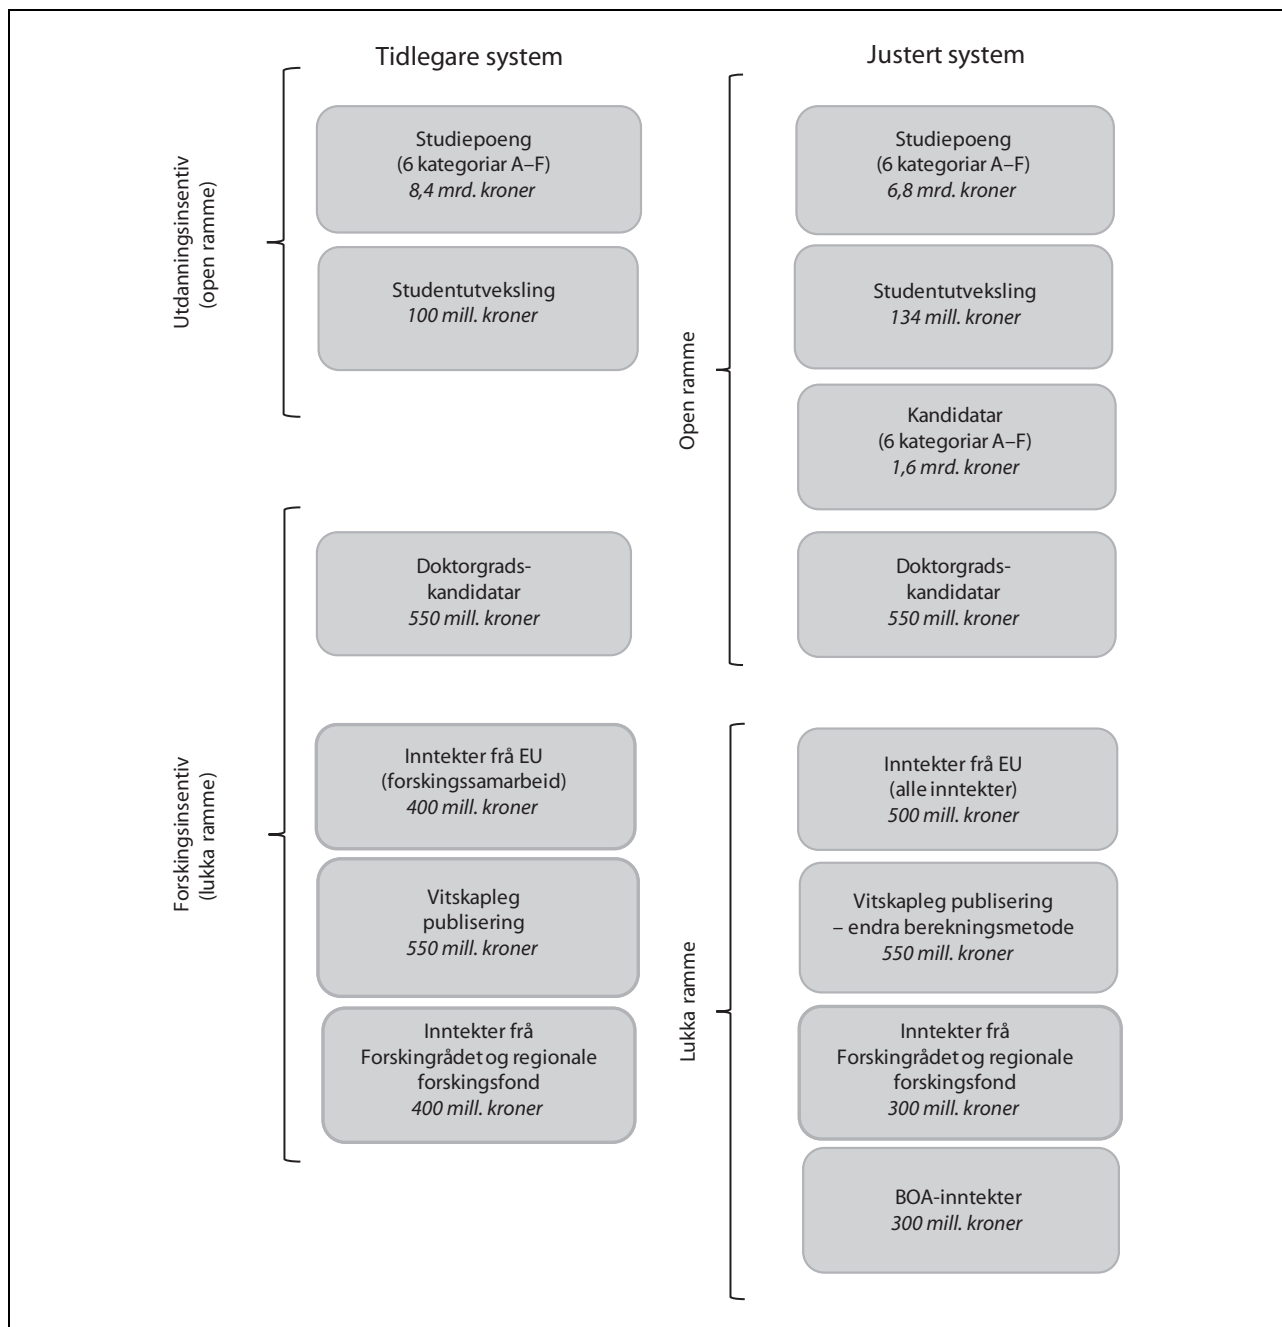 Tidlegare system
Utdanningsinsentiv
(open ramme)
Studiepoeng
(6 kategoriar A–F)
8,4 mrd. kroner
Studentutveksling
100 mill. kroner
Forskingsinsentiv
(lukka ramme)
Doktorgrads-
kandidatar
550 mill. kroner
Inntekter frå EU
(forskingssamarbeid)
400 mill. kroner
Vitskapleg
publisering
550 mill. kroner
Inntekter frå
Forskingrådet og regionale
forskingsfond
400 mill. kroner
Justert system
Open ramme
Studiepoeng
(6 kategoriar A–F)
6,8 mrd. kroner
Studentutveksling
134 mill. kroner
Kandidatar
(6 kategoriar A–F)
1,6 mrd. kroner
Doktorgrads-
kandidatar
550 mill. kroner
Lukka ramme
Inntekter frå EU
(alle inntekter)
500 mill. kroner
Vitskapleg publisering
– endra berekningsmetode
550 mill. kroner
Inntekter frå
Forskingrådet og regionale
forskingsfond
300 mill. kroner
BOA-inntekter
300 mill. kroner